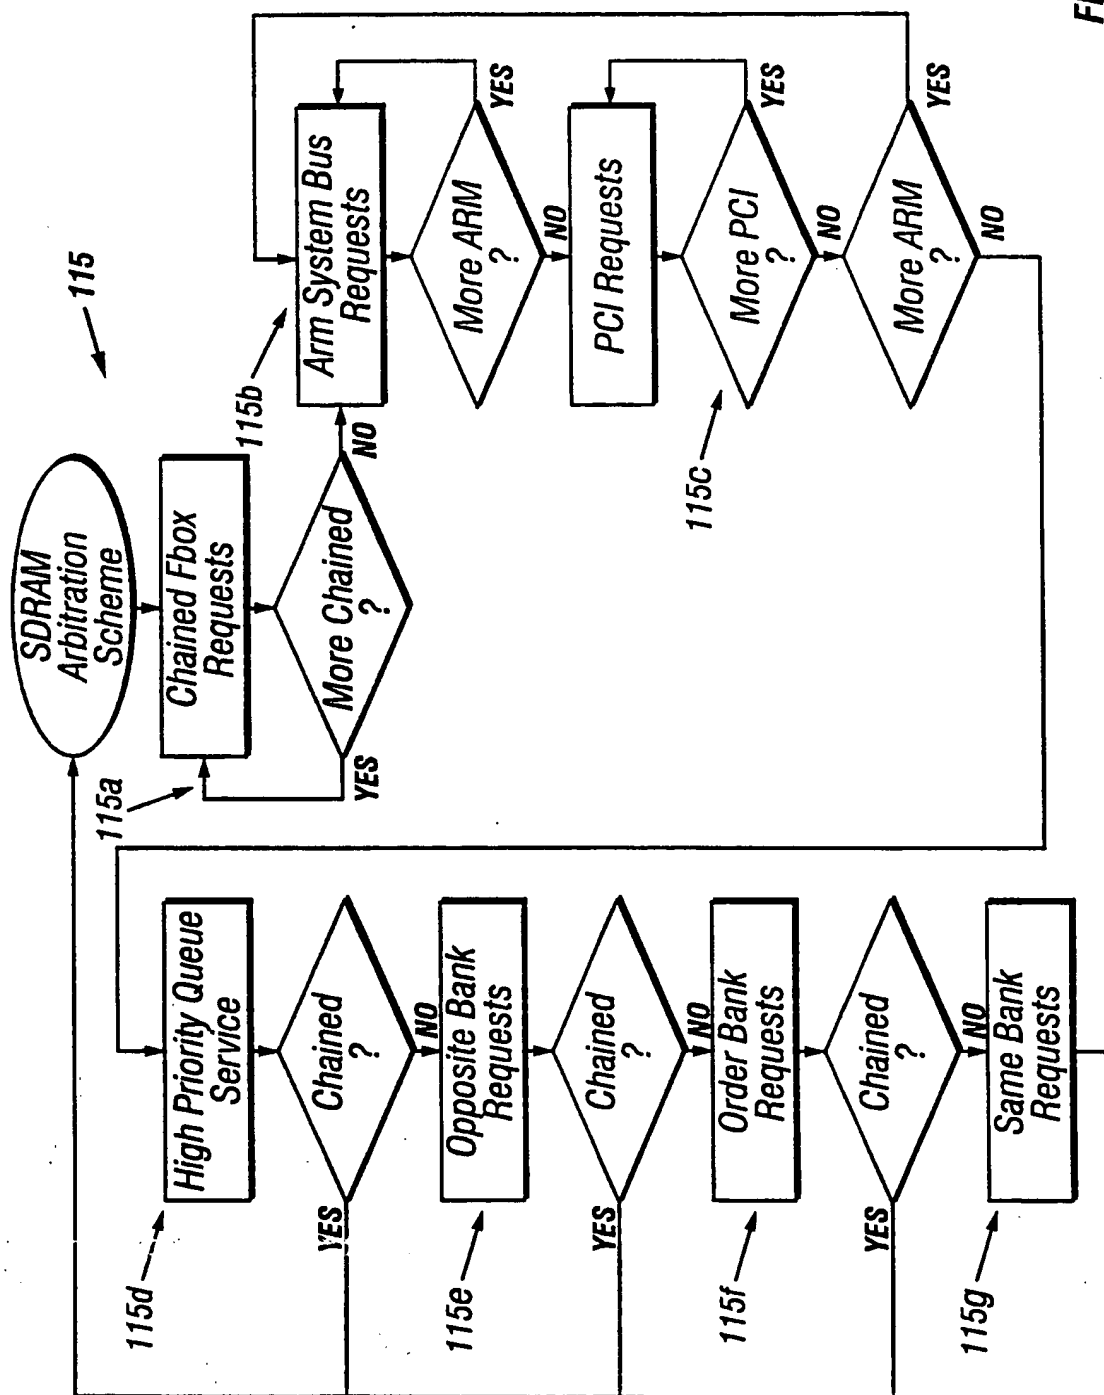 115
SDRAM
Arbitration
Scheme
115a
Chained Fbox
Requests
More Chained
?
YES
NO
115b
Arm System Bus
Requests
More ARM
?
YES
NO
PCI Requests
115c
More PCI
?
YES
NO
More ARM
?
YES
NO
115d
High Priority Queue
Service
Chained
?
YES
NO
115e
Opposite Bank
Requests
Chained
?
YES
NO
115f
Order Bank
Requests
Chained
?
YES
NO
115g
Same Bank
Requests